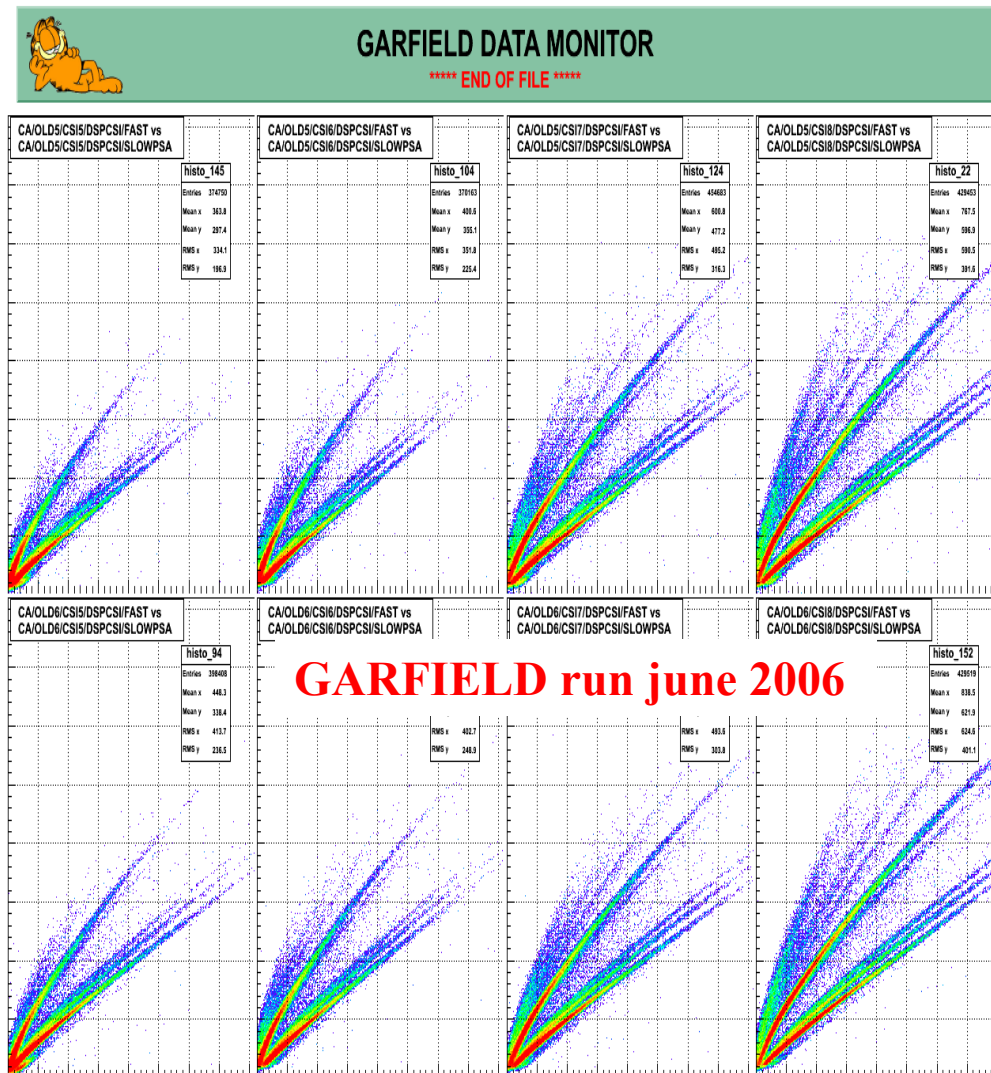 GARFIELD DATA MONITOR
***** END OF FILE *****
CA/OLD5/CSI5/DSPCSI/FAST vs
CA/OLD5/CSI5/DSPCSI/SLOWPSA
histo_145
Entries 374750
Mean x 363.8
Mean y 297.4
RMS x 334.1
RMS y 196.9
CA/OLD5/CSI6/DSPCSI/FAST vs
CA/OLD5/CSI6/DSPCSI/SLOWPSA
histo_104
Entries 370163
Mean x 400.6
Mean y 355.1
RMS x 351.8
RMS y 225.4
CA/OLD5/CSI7/DSPCSI/FAST vs
CA/OLD5/CSI7/DSPCSI/SLOWPSA
histo_124
Entries 454683
Mean x 600.8
Mean y 477.2
RMS x 495.2
RMS y 316.3
CA/OLD5/CSI8/DSPCSI/FAST vs
CA/OLD5/CSI8/DSPCSI/SLOWPSA
histo_22
Entries 429453
Mean x 767.5
Mean y 596.9
RMS x 590.5
RMS y 391.6
CA/OLD6/CSI5/DSPCSI/FAST vs
CA/OLD6/CSI5/DSPCSI/SLOWPSA
histo_94
Entries 398408
Mean x 448.3
Mean y 338.4
RMS x 413.7
RMS y 236.5
CA/OLD6/CSI6/DSPCSI/FAST vs
CA/OLD6/CSI6/DSPCSI/SLOWPSA
RMS x 402.7
RMS y 248.9
CA/OLD6/CSI7/DSPCSI/FAST vs
CA/OLD6/CSI7/DSPCSI/SLOWPSA
RMS x 493.6
RMS y 303.8
CA/OLD6/CSI8/DSPCSI/FAST vs
CA/OLD6/CSI8/DSPCSI/SLOWPSA
histo_152
Entries 429519
Mean x 838.5
Mean y 621.9
RMS x 624.6
RMS y 401.1
GARFIELD run june 2006